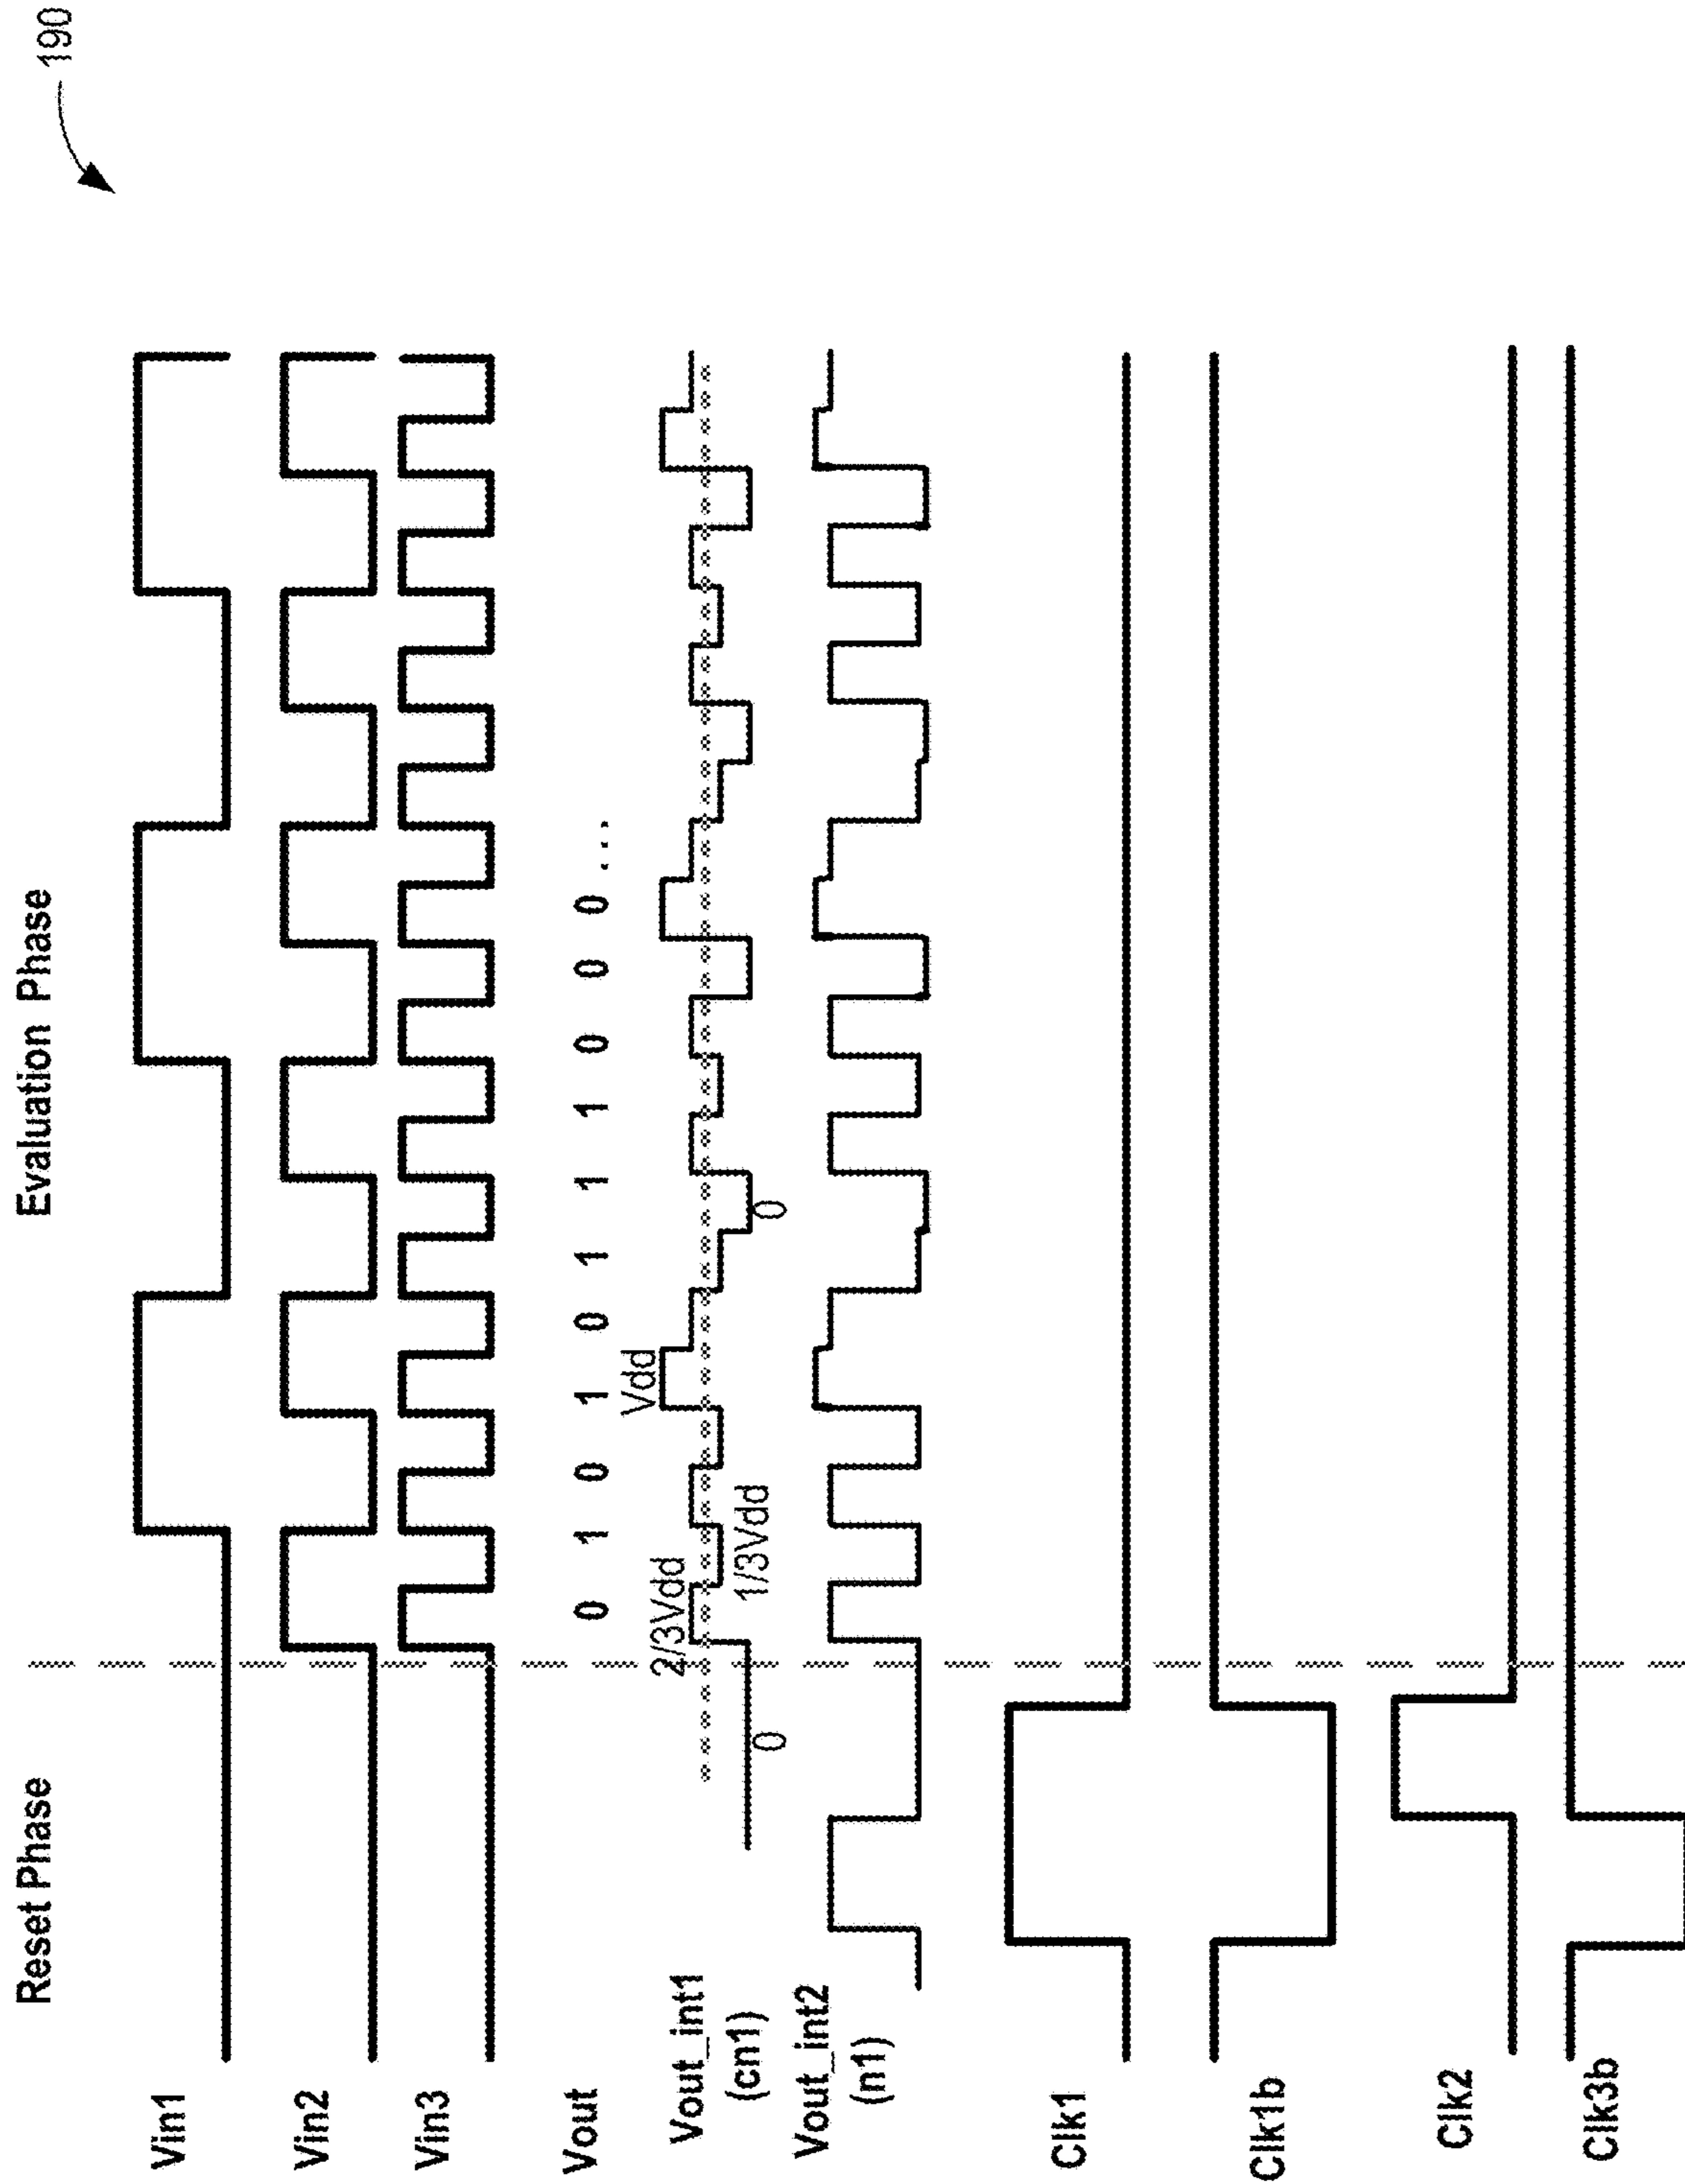 190
Reset Phase Evaluation Phase
Vin1
Vin2
Vin3
Vout 0 1 0 1 0 1 1 1 0 0 0 ...
Vdd
2/3Vdd
Vout_int1
(cn1)
1/3Vdd
0 0
Vout_int2
(n1)
Clk1
Clk1b
Clk2
Clk3b